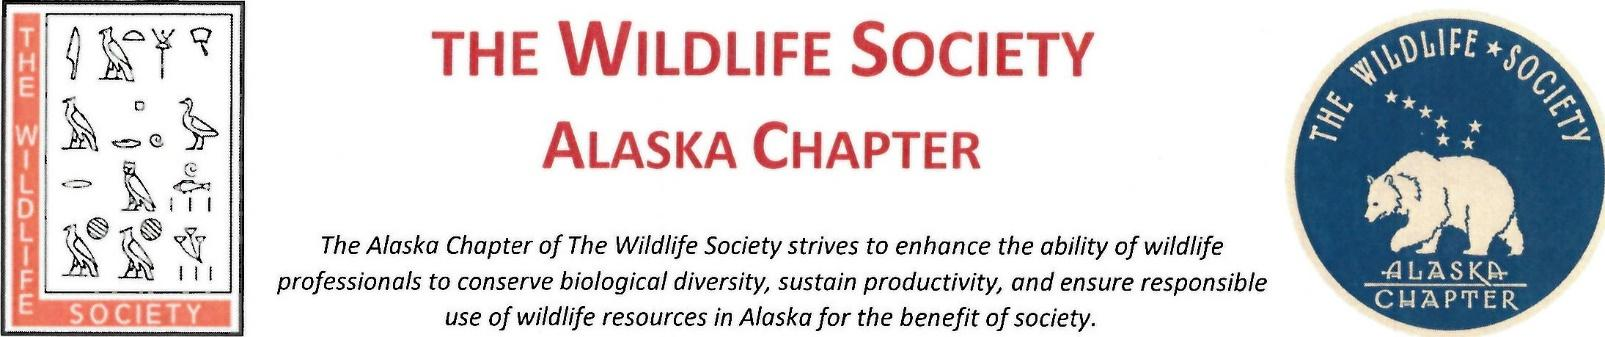 THE WILDLIFE
SOCIETY
THE WILDLIFE SOCIETY
ALASKA CHAPTER
The Alaska Chapter of The Wildlife Society strives to enhance the ability of wildlife
professionals to conserve biological diversity, sustain productivity, and ensure responsible
use of wildlife resources in Alaska for the benefit of society.
THE WILDLIFE ★ SOCIETY
ALASKA
CHAPTER